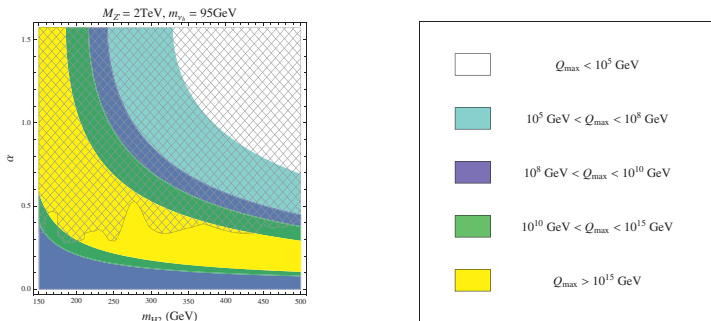 M_Z' = 2TeV, m_ν_h = 95GeV
1.5
1.0
α
0.5
0.0
150 200 250 300 350 400 450 500
m_H2 (GeV)
Q_max < 10^5 GeV
10^5 GeV < Q_max < 10^8 GeV
10^8 GeV < Q_max < 10^10 GeV
10^10 GeV < Q_max < 10^15 GeV
Q_max > 10^15 GeV